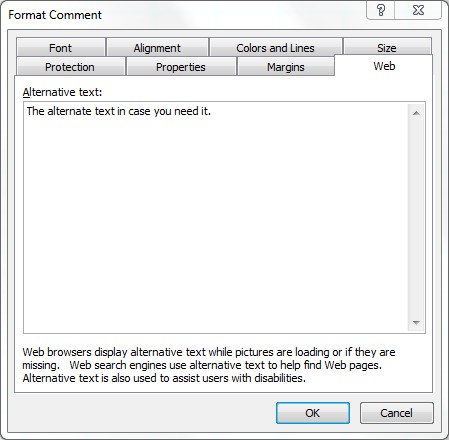 Format Comment
?
Font Alignment Colors and Lines Size
Protection Properties Margins Web
Alternative text:
The alternate text in case you need it.
Web browsers display alternative text while pictures are loading or if they are
missing. Web search engines use alternative text to help find Web pages.
Alternative text is also used to assist users with disabilities.
OK Cancel